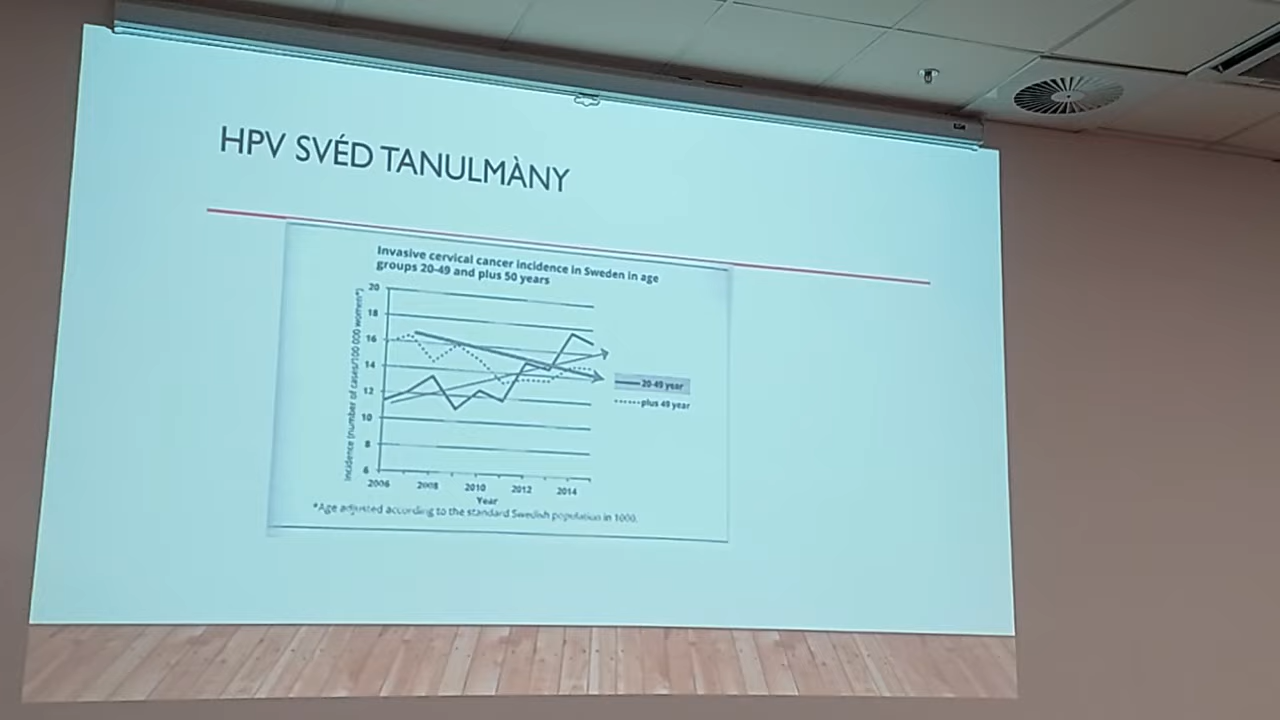 HPV SVÉD TANULMÀNY
Invasive cervical cancer incidence in Sweden in age
groups 20-49 and plus 50 years
Incidence (number of cases/100 000 women*)
20
18
16
14
12
10
8
6
2006 2008 2010 2012 2014
Year
20-49 year
plus 49 year
*Age adjusted according to the standard Swedish population in 1000.